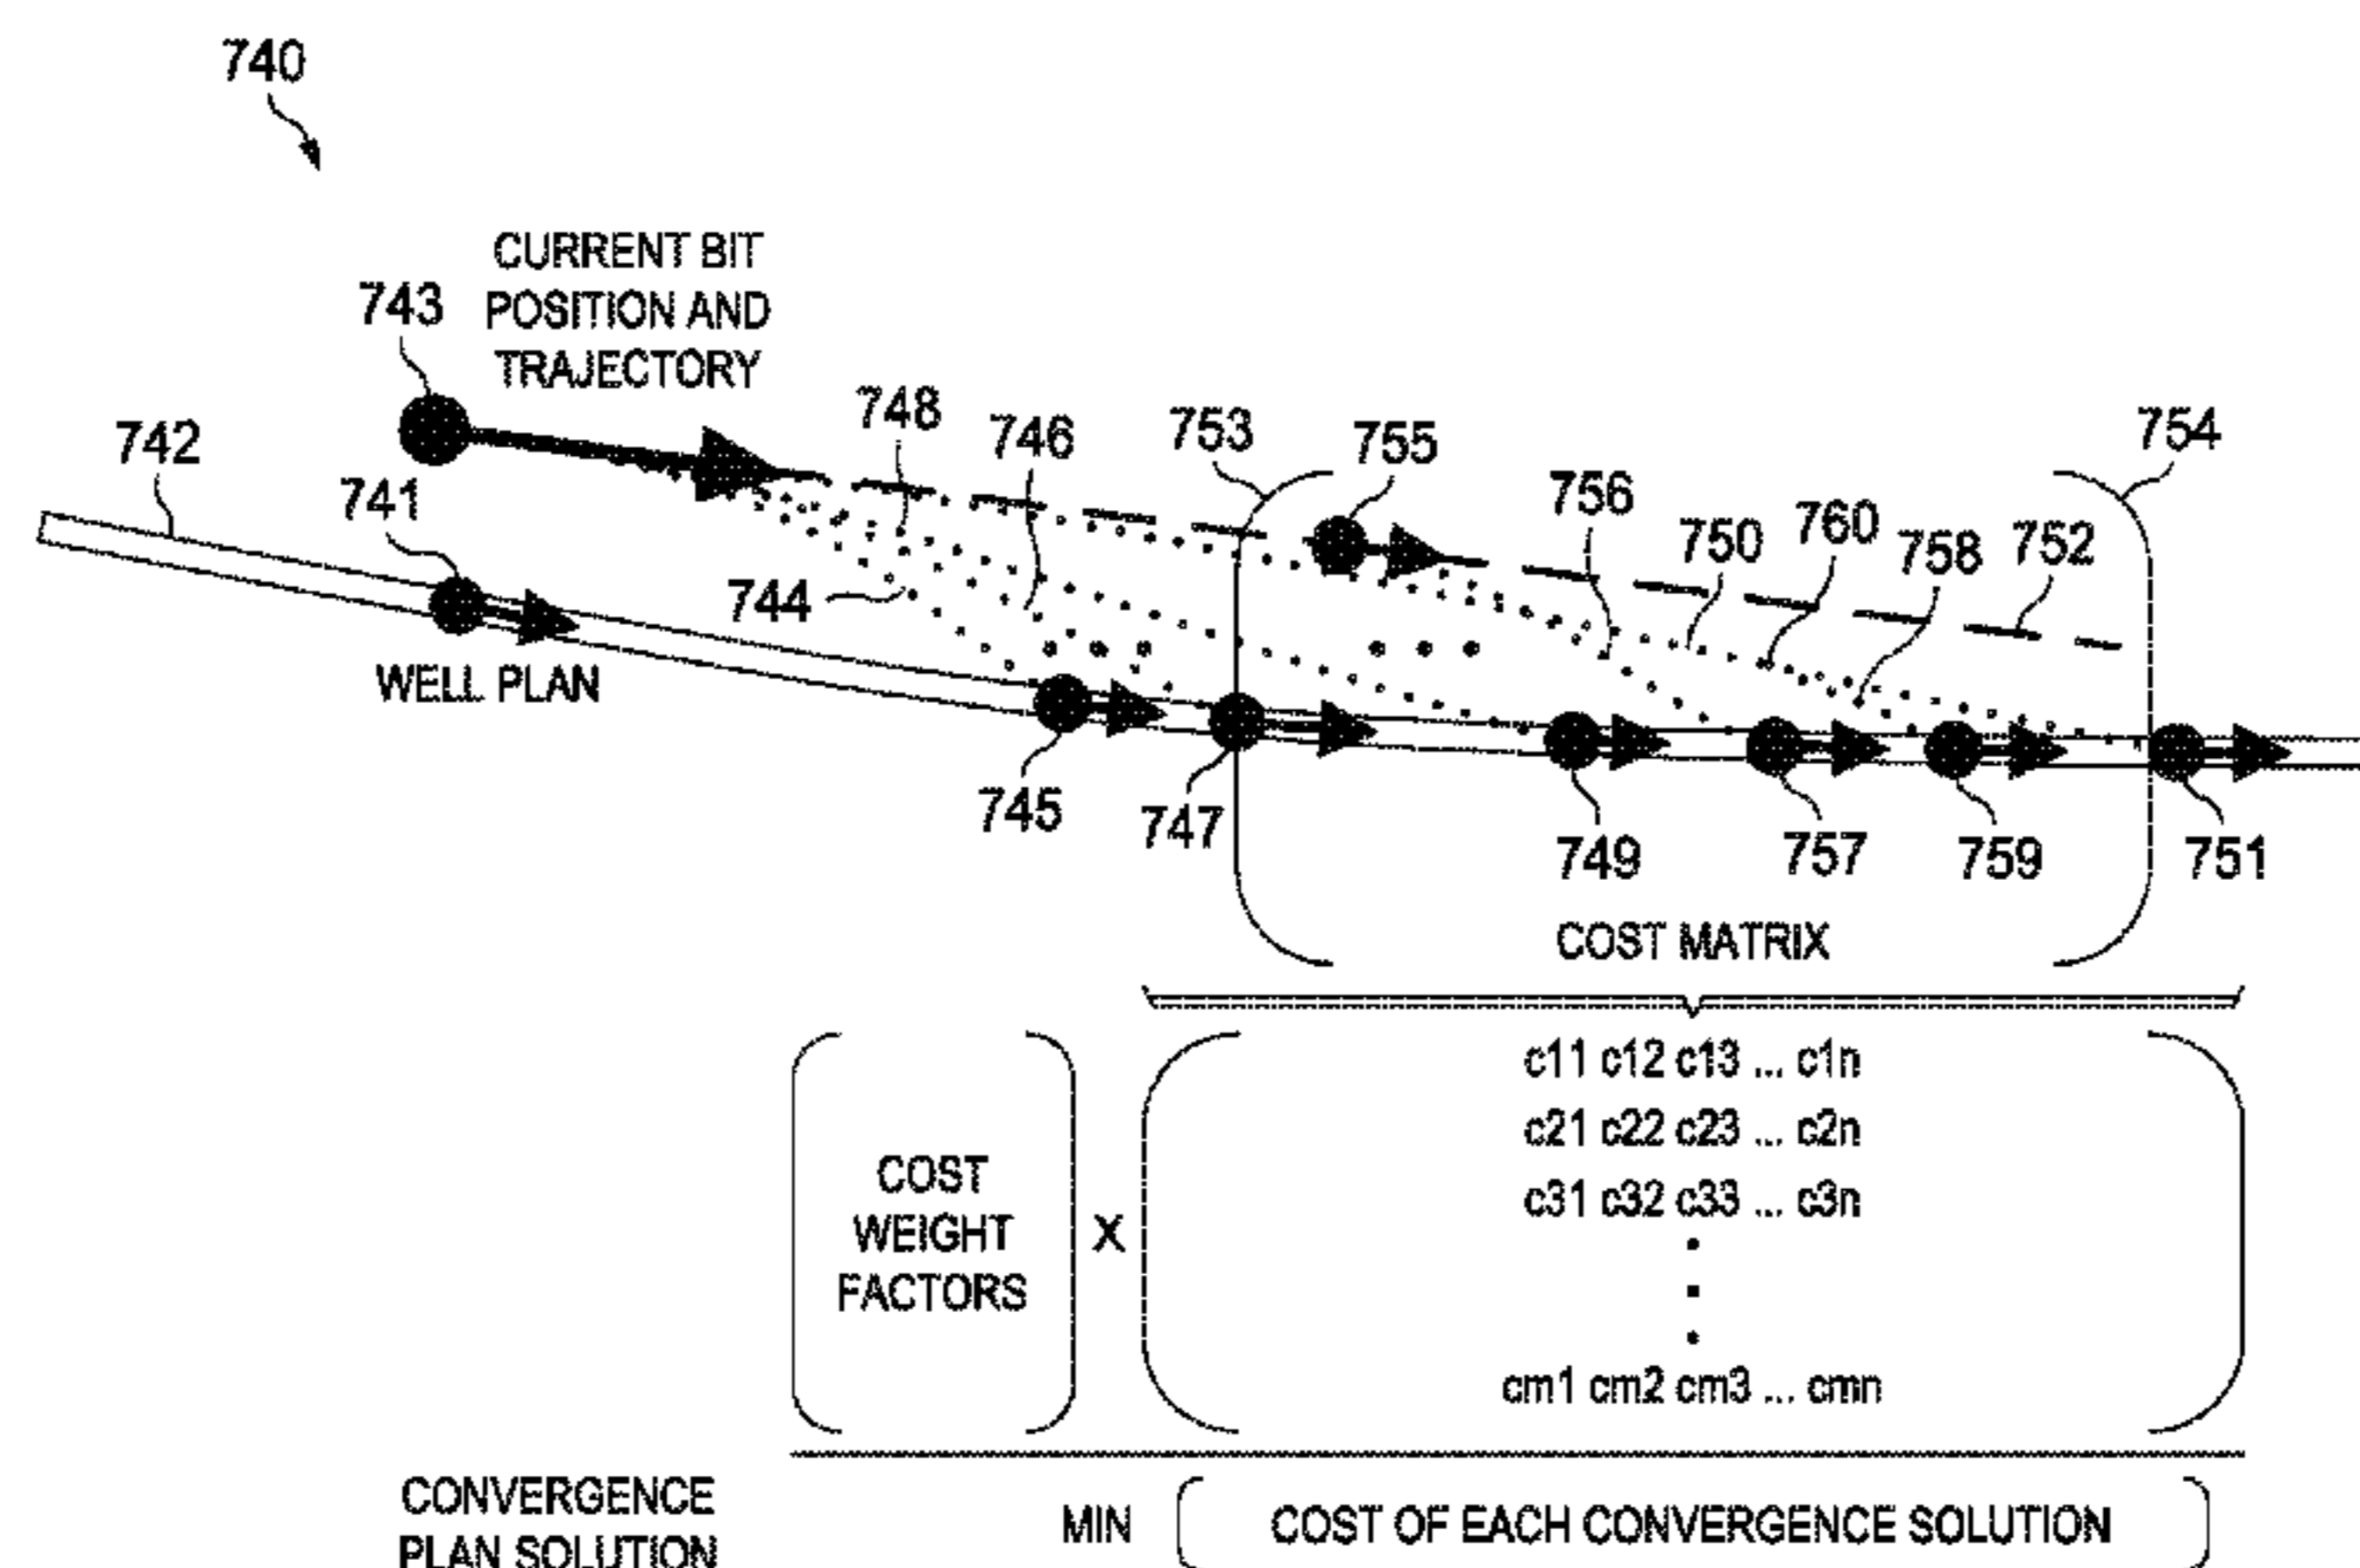 740
CURRENT BIT
POSITION AND
TRAJECTORY
743
742
741
748
746
753
755
756
750
760
758
752
754
744
WELL PLAN
745
747
749
757
759
751
COST MATRIX
COST
WEIGHT
FACTORS
X
c11 c12 c13 ... c1n
c21 c22 c23 ... c2n
c31 c32 c33 ... c3n
cm1 cm2 cm3 ... cmn
CONVERGENCE
PLAN SOLUTION
MIN
COST OF EACH CONVERGENCE SOLUTION